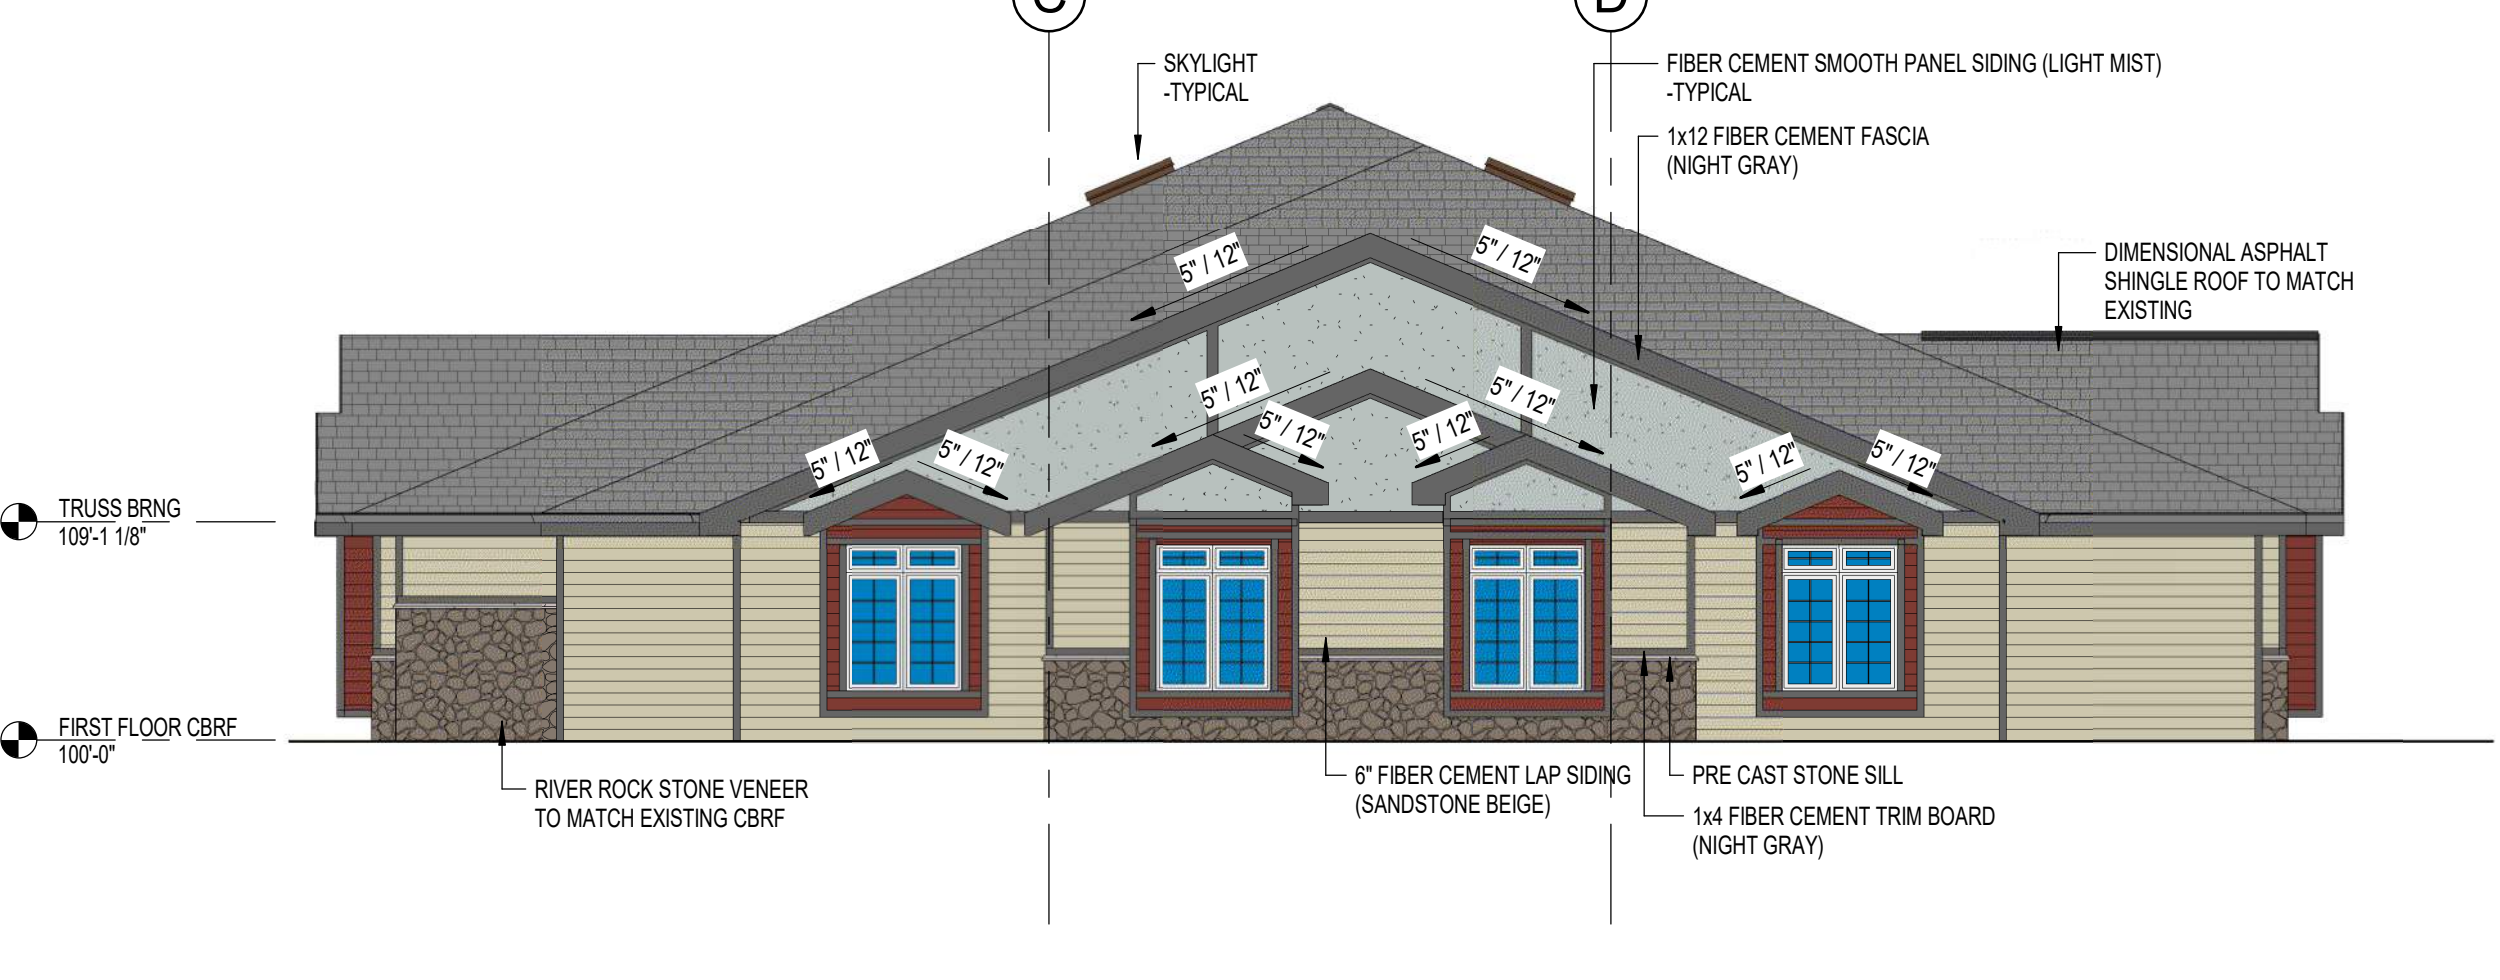 C
D
SKYLIGHT
-TYPICAL
FIBER CEMENT SMOOTH PANEL SIDING (LIGHT MIST)
-TYPICAL
1x12 FIBER CEMENT FASCIA
(NIGHT GRAY)
5" / 12"
5" / 12"
DIMENSIONAL ASPHALT
SHINGLE ROOF TO MATCH
EXISTING
5" / 12"
5" / 12"
5" / 12"
5" / 12"
5" / 12"
5" / 12"
5" / 12"
5" / 12"
TRUSS BRNG
109'-1 1/8"
FIRST FLOOR CBRF
100'-0"
RIVER ROCK STONE VENEER
TO MATCH EXISTING CBRF
6" FIBER CEMENT LAP SIDING
(SANDSTONE BEIGE)
PRE CAST STONE SILL
1x4 FIBER CEMENT TRIM BOARD
(NIGHT GRAY)